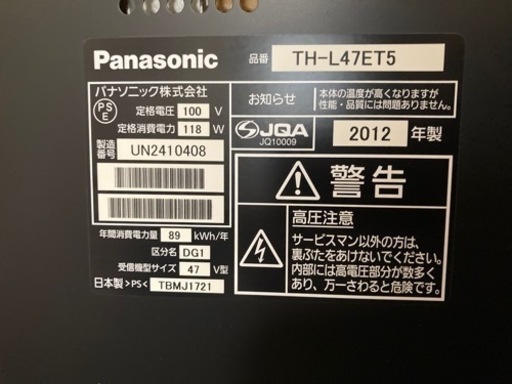 Panasonic
品番 TH-L47ET5
パナソニック株式会社
PS
E
定格電圧 100 V
定格消費電力 118 W
製造
番号 UN2410408
年間消費電力量 89 kWh/年
区分名 DG1
受信機型サイズ 47 V型
日本製 >PS< TBMJ1721
お知らせ
本体の温度が高くなりますが
性能・品質には問題ありません。
JQA
JQ10009
2012 年製
警告
高圧注意
サービスマン以外の方は、
裏ぶたをあけないでください。
内部には高電圧部分が数多く
あり、万一さわると危険です。